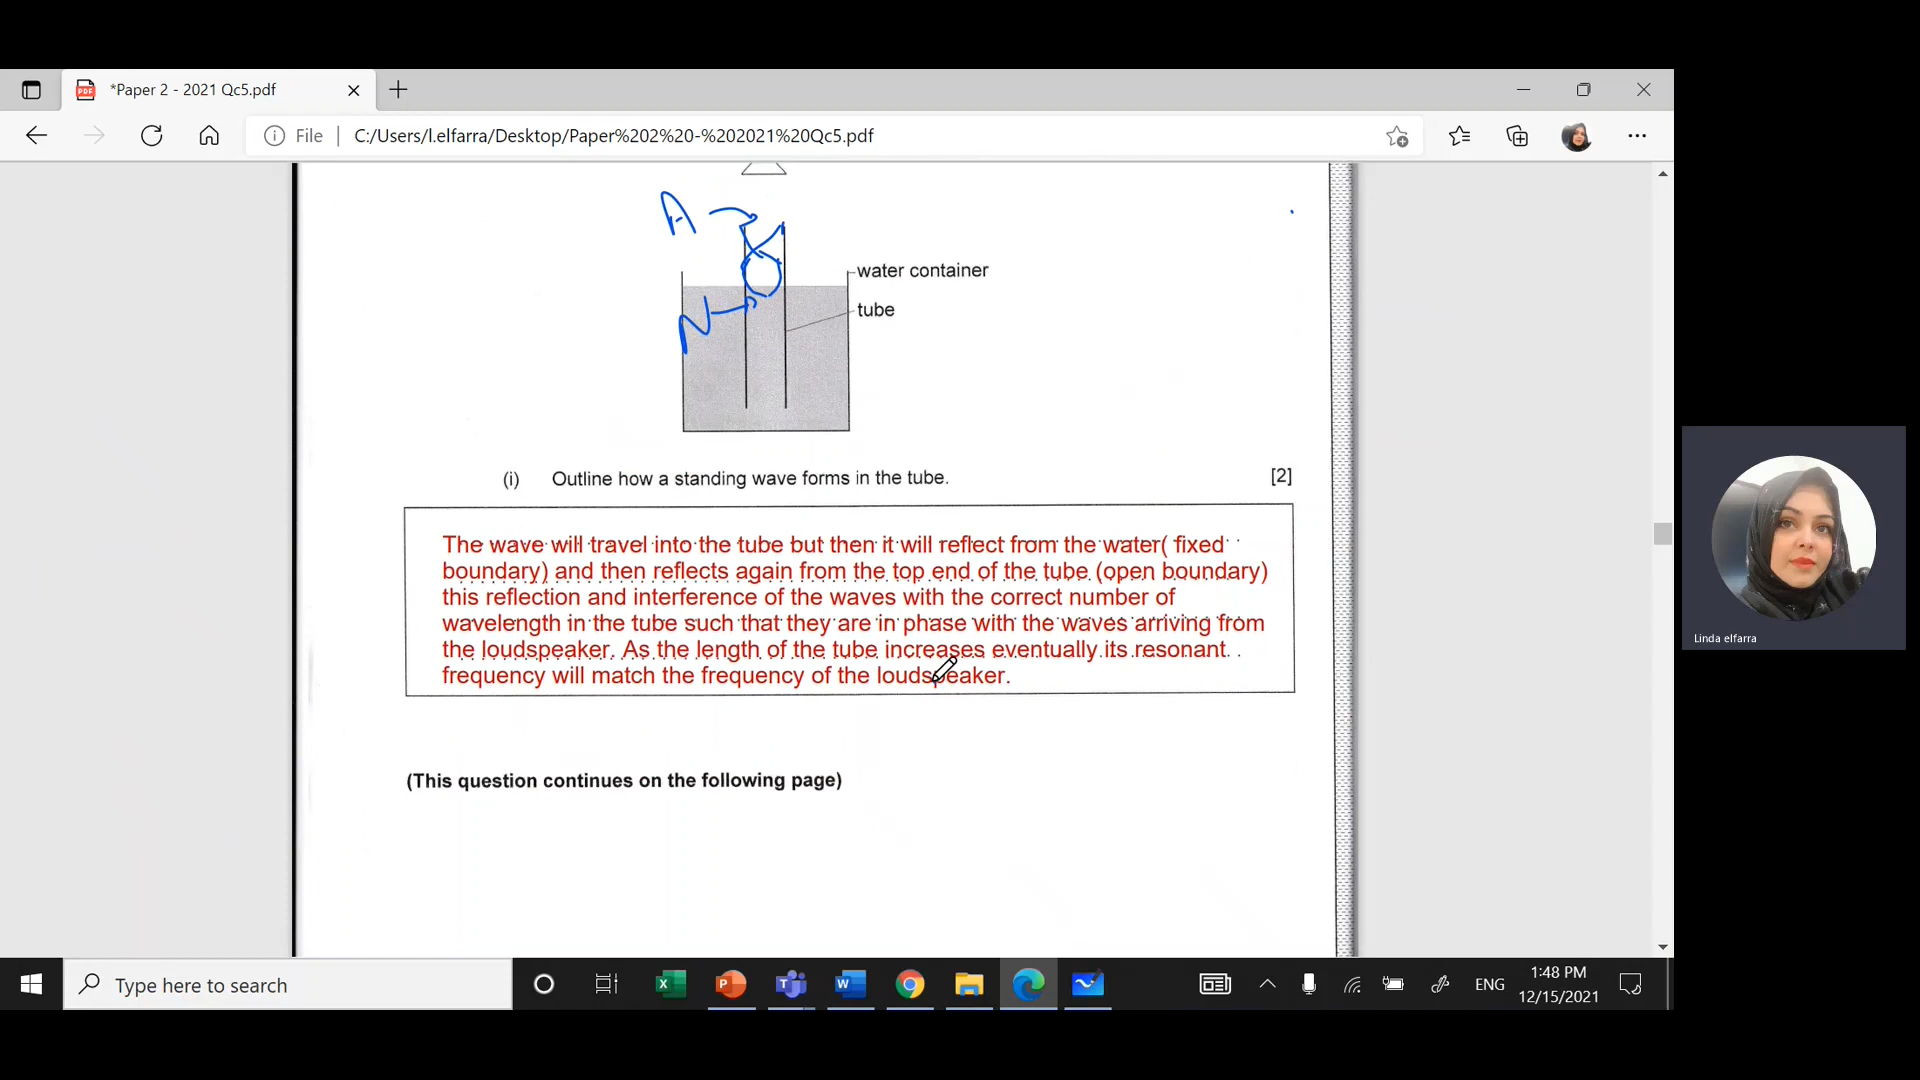 *Paper 2 - 2021 Qc5.pdf
File
C:/Users/l.elfarra/Desktop/Paper%202%20-%202021%20Qc5.pdf
A
water container
N
tube
(i) Outline how a standing wave forms in the tube. [2]
The wave will travel into the tube but then it will reflect from the water( fixed
boundary) and then reflects again from the top end of the tube (open boundary)
this reflection and interference of the waves with the correct number of
wavelength in the tube such that they are in phase with the waves arriving from
the loudspeaker. As the length of the tube increases eventually its resonant
frequency will match the frequency of the loudspeaker.
(This question continues on the following page)
Linda elfarra
Type here to search
ENG
1:48 PM
12/15/2021